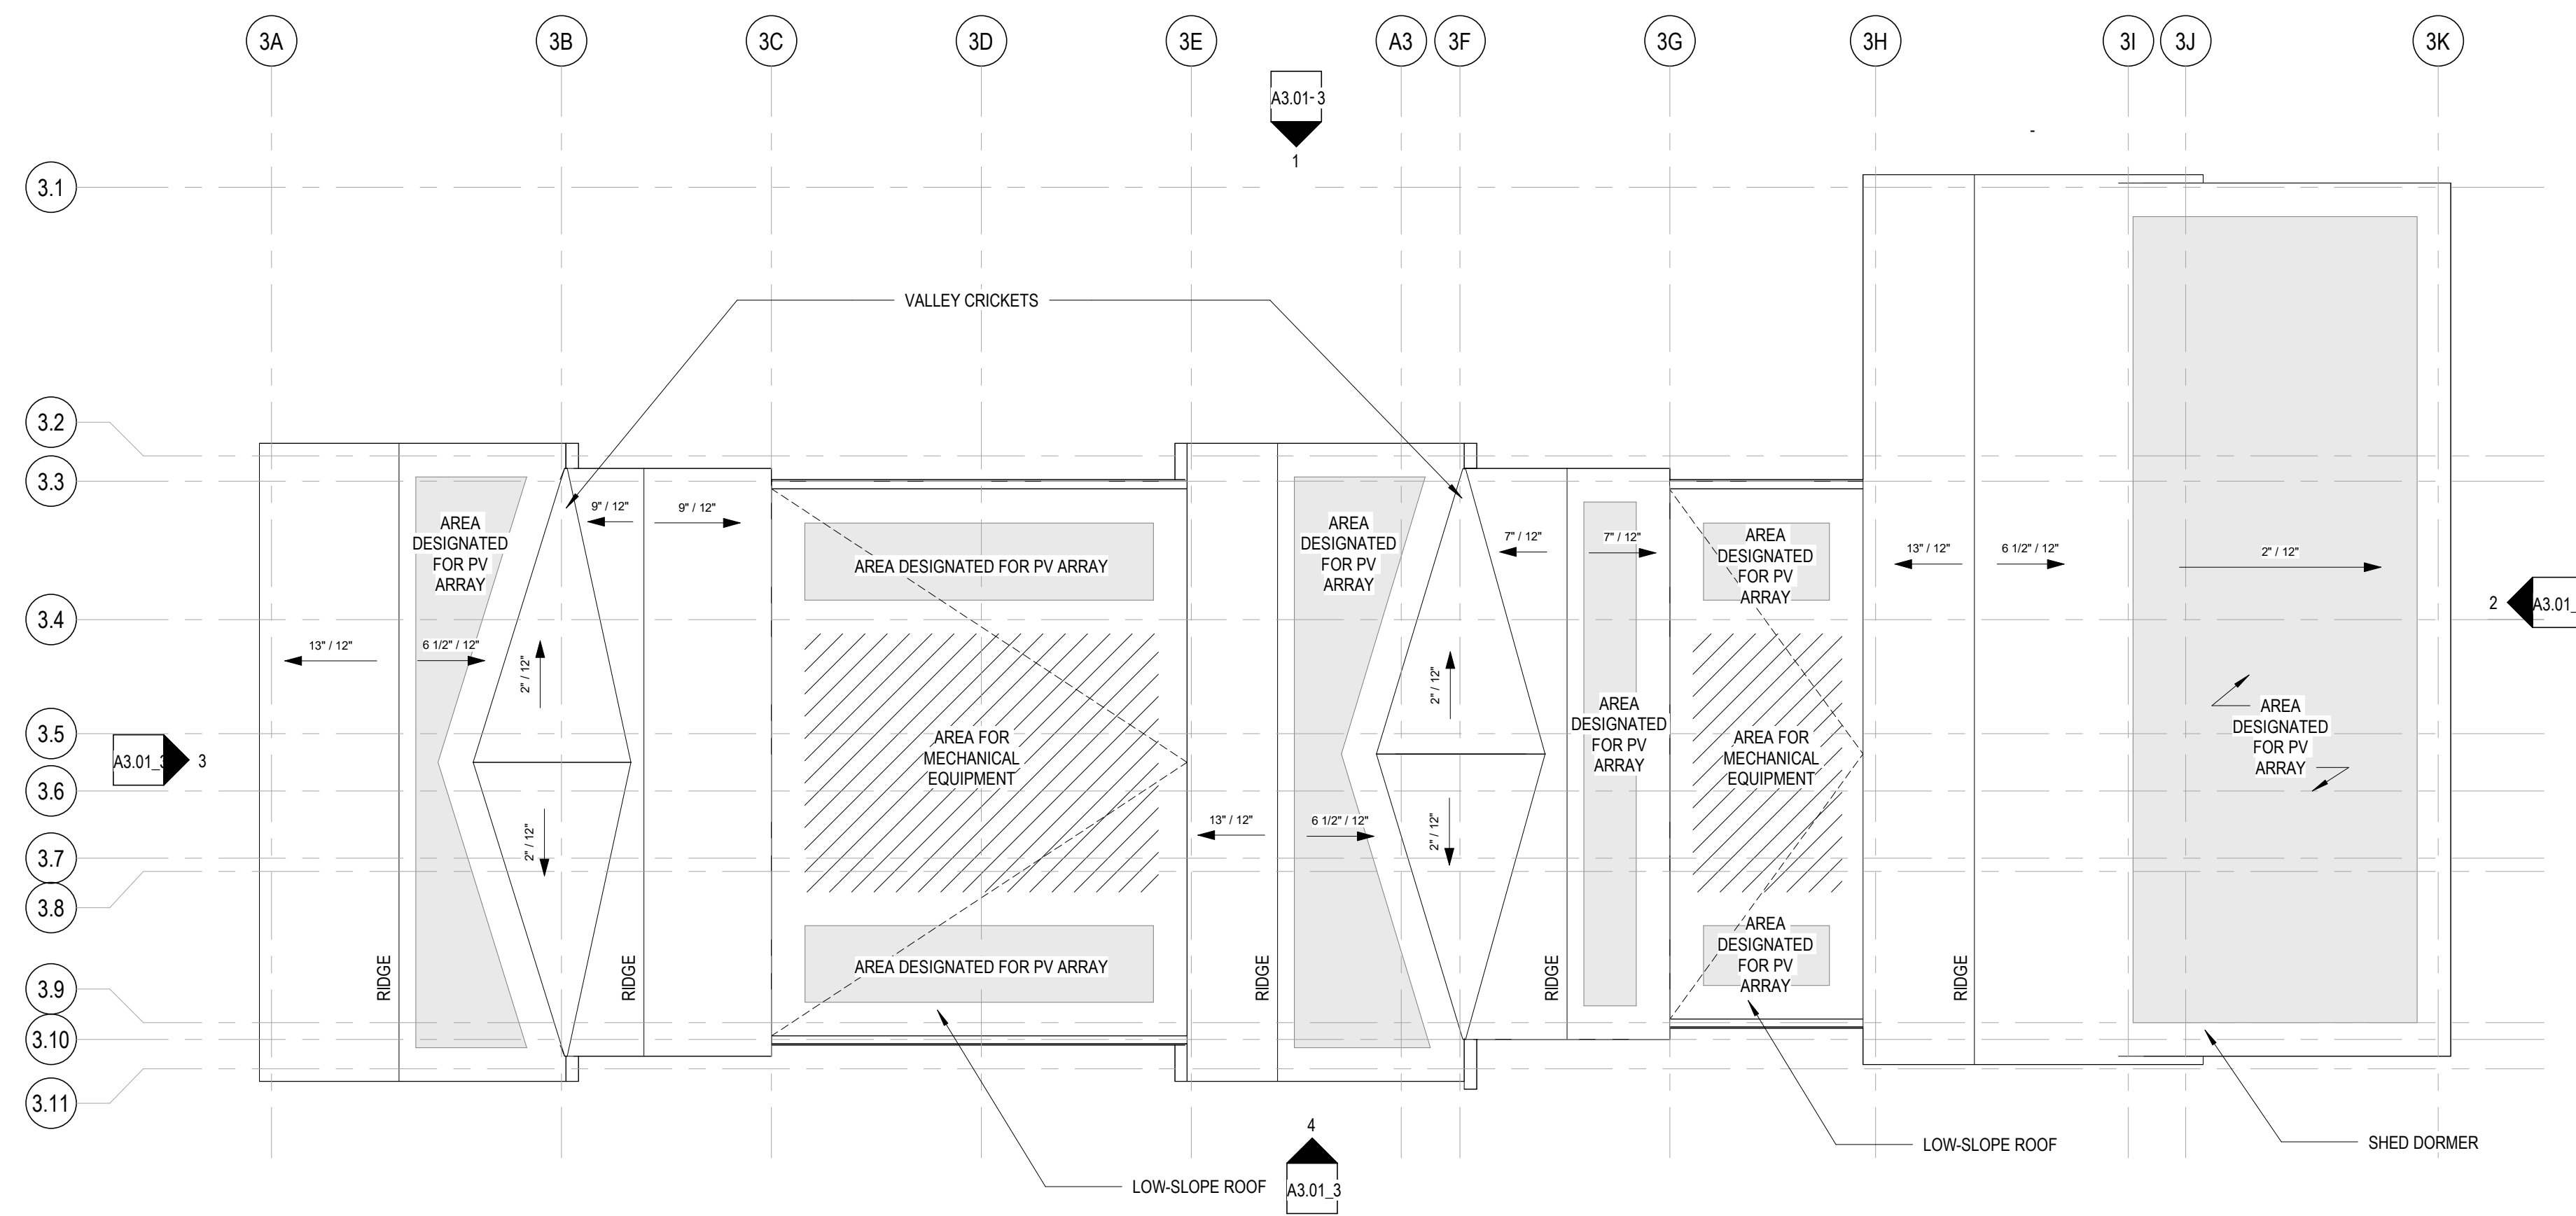 3A
3B
3C
3D
3E
A3
3F
3G
3H
3I
3J
3K
A3.01-3
1
-
3.1
3.2
3.3
3.4
3.5
3.6
3.7
3.8
3.9
3.10
3.11
VALLEY CRICKETS
AREA
DESIGNATED
FOR PV
ARRAY
9" / 12"
9" / 12"
AREA DESIGNATED FOR PV ARRAY
AREA
DESIGNATED
FOR PV
ARRAY
7" / 12"
7" / 12"
AREA
DESIGNATED
FOR PV
ARRAY
13" / 12"
6 1/2" / 12"
2" / 12"
2
A3.01_
13" / 12"
6 1/2" / 12"
2" / 12"
2" / 12"
AREA FOR
MECHANICAL
EQUIPMENT
AREA
DESIGNATED
FOR PV
ARRAY
AREA FOR
MECHANICAL
EQUIPMENT
AREA
DESIGNATED
FOR PV
ARRAY
A3.01_3
3
2" / 12"
13" / 12"
6 1/2" / 12"
2" / 12"
RIDGE
RIDGE
AREA DESIGNATED FOR PV ARRAY
RIDGE
RIDGE
AREA
DESIGNATED
FOR PV
ARRAY
RIDGE
4
A3.01_3
LOW-SLOPE ROOF
LOW-SLOPE ROOF
SHED DORMER